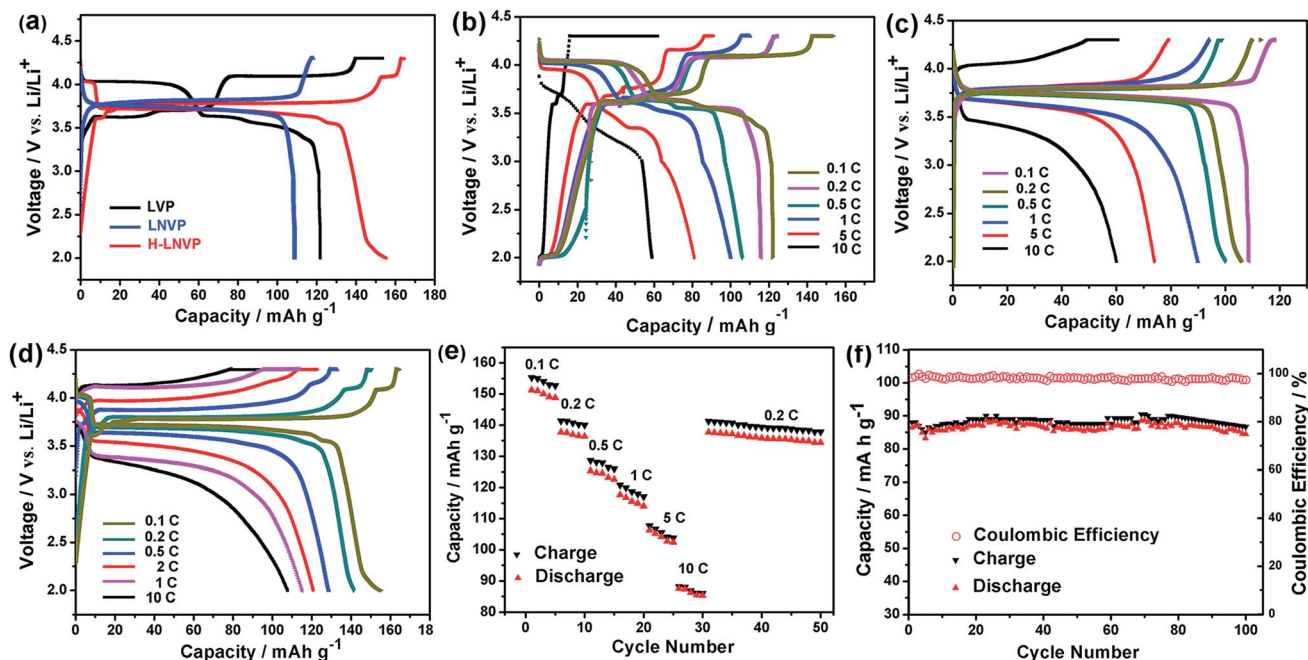 (a)
4.5
4.0
3.5
3.0
2.5
2.0
Voltage / V vs. Li/Li+
LVP
LNVP
H-LNVP
0 20 40 60 80 100 120 140 160 180
Capacity / mAh g-1
(b)
4.5
4.0
3.5
3.0
2.5
2.0
Voltage / V vs. Li/Li+
0.1 C
0.2 C
0.5 C
1 C
5 C
10 C
0 30 60 90 120 150
Capacity / mAh g-1
(c)
4.5
4.0
3.5
3.0
2.5
2.0
Voltage / V vs. Li/Li+
0.1 C
0.2 C
0.5 C
1 C
5 C
10 C
0 20 40 60 80 100 120
Capacity / mAh g-1
(d)
4.5
4.0
3.5
3.0
2.5
2.0
Voltage / V vs. Li/Li+
0.1 C
0.2 C
0.5 C
2 C
1 C
10 C
0 20 40 60 80 100 120 140 160 18
Capacity / mAh g-1
(e)
165
160
150
140
130
120
110
100
90
80
Capacity/ mAh g-1
0.1 C
0.2 C
0.5 C
1 C
5 C
10 C
0.2 C
Charge
Discharge
0 10 20 30 40 50
Cycle Number
(f)
110
100
90
80
70
60
50
40
30
Capacity / mA h g-1
Coulombic Efficiency
Charge
Discharge
100
80
60
40
20
0
Coulombic Efficiency / %
0 20 40 60 80 100
Cycle Number